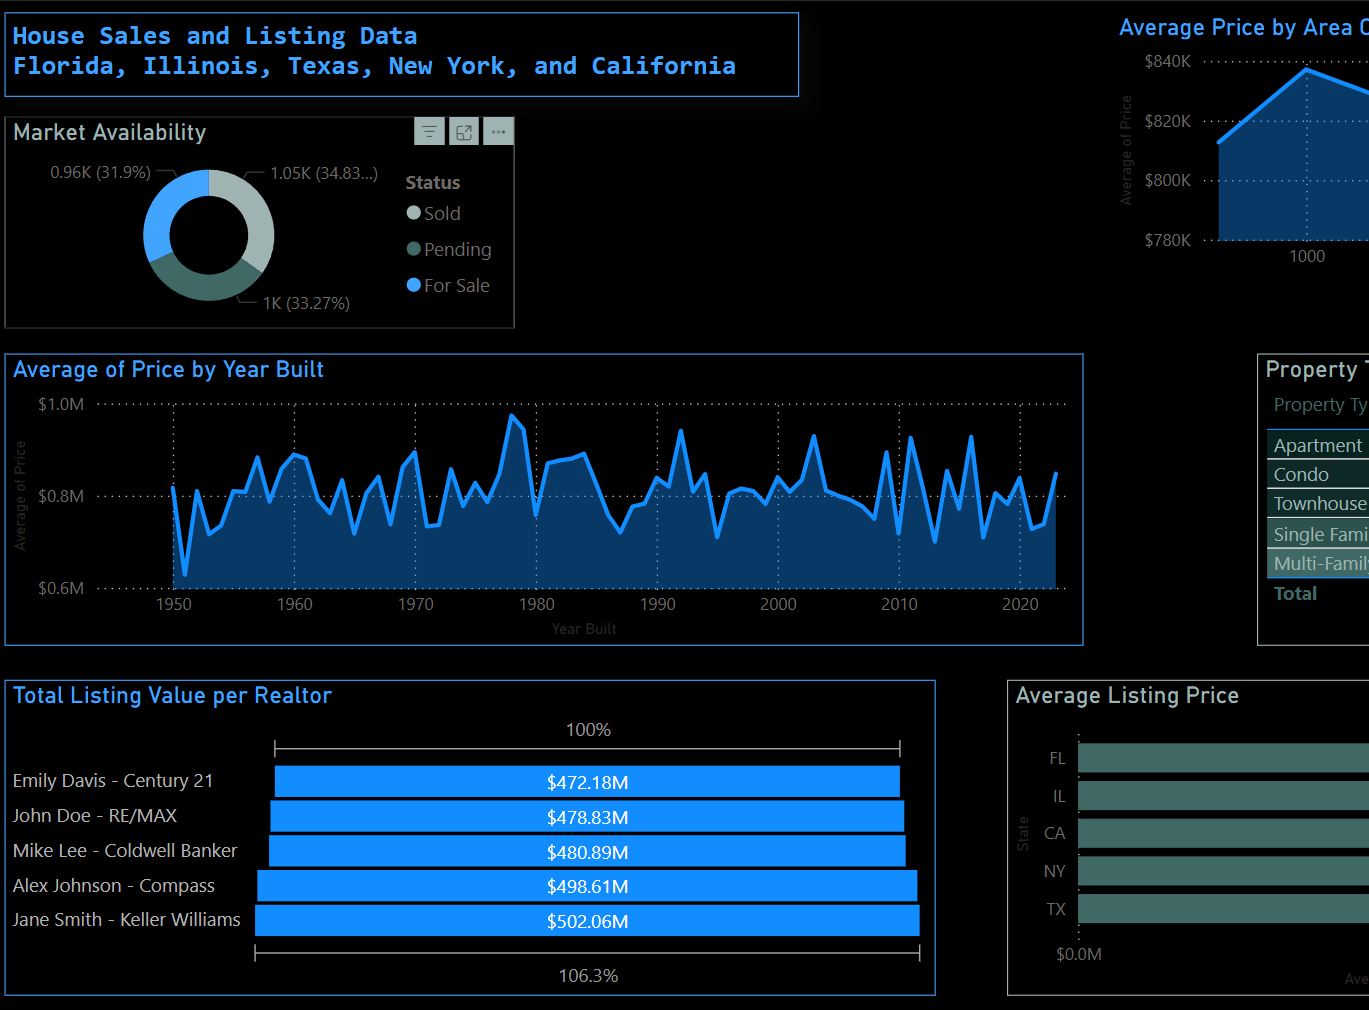 House Sales and Listing Data
Florida, Illinois, Texas, New York, and California
Market Availability
0.96K (31.9%)
1.05K (34.83...)
1K (33.27%)
Status
Sold
Pending
For Sale
Average Price by Area
$840K
$820K
$800K
$780K
Average of Price
1000
Average of Price by Year Built
$1.0M
$0.8M
$0.6M
Average of Price
1950 1960 1970 1980 1990 2000 2010 2020
Year Built
Property
Property Ty
Apartment
Condo
Townhouse
Single Fami
Multi-Famil
Total
Total Listing Value per Realtor
100%
Emily Davis - Century 21 $472.18M
John Doe - RE/MAX $478.83M
Mike Lee - Coldwell Banker $480.89M
Alex Johnson - Compass $498.61M
Jane Smith - Keller Williams $502.06M
106.3%
Average Listing Price
State
FL
IL
CA
NY
TX
$0.0M
Ave